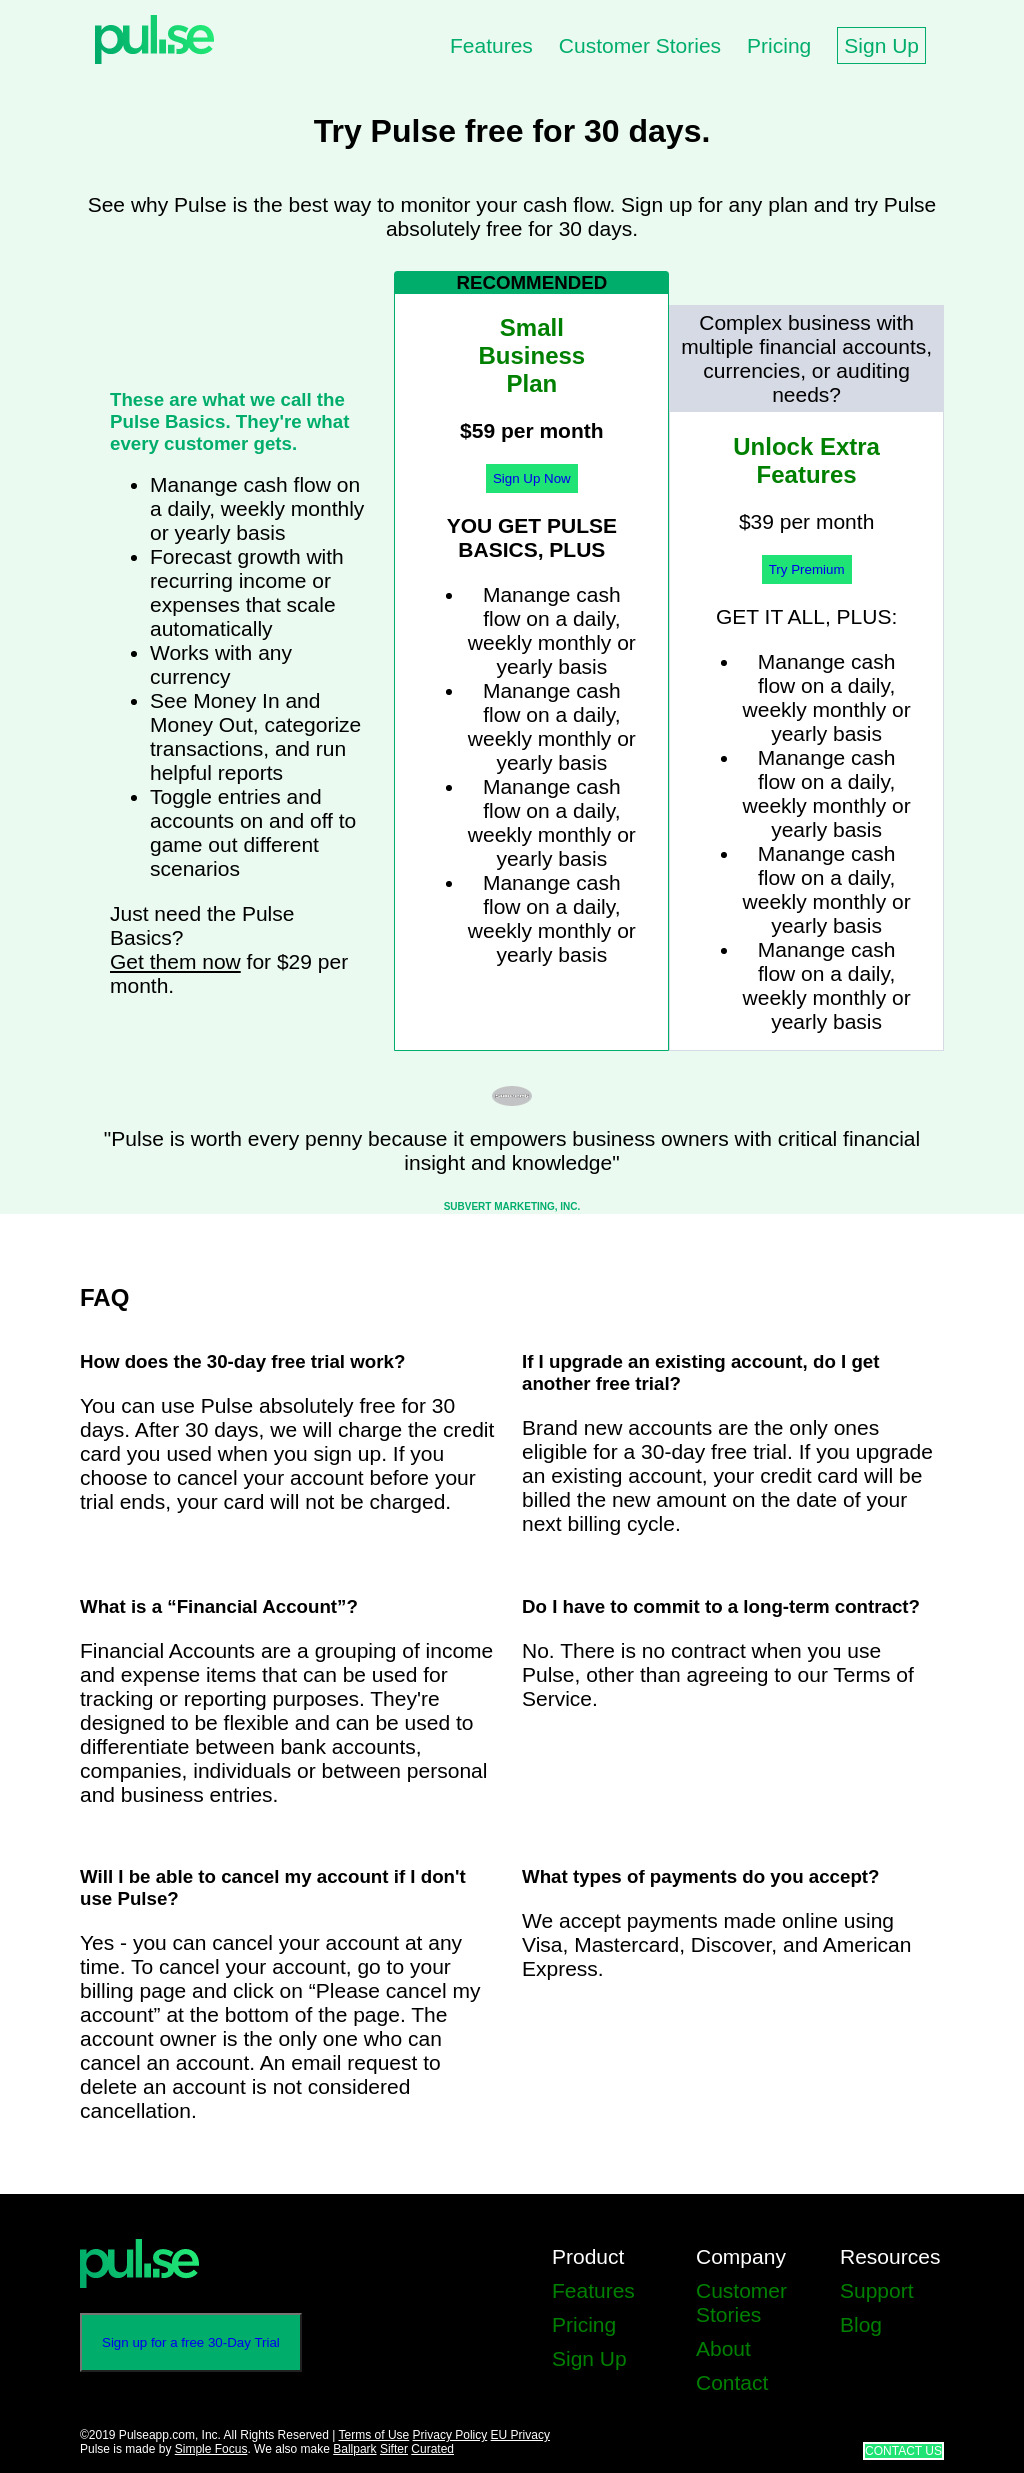 pulse
Features Customer Stories Pricing Sign Up
Try Pulse free for 30 days.
See why Pulse is the best way to monitor your cash flow. Sign up for any plan and try Pulse
absolutely free for 30 days.
These are what we call the
Pulse Basics. They're what
every customer gets.
Manange cash flow on
a daily, weekly monthly
or yearly basis
Forecast growth with
recurring income or
expenses that scale
automatically
Works with any
currency
See Money In and
Money Out, categorize
transactions, and run
helpful reports
Toggle entries and
accounts on and off to
game out different
scenarios
Just need the Pulse
Basics?
Get them now for $29 per
month.
RECOMMENDED
Small
Business
Plan
$59 per month
Sign Up Now
YOU GET PULSE
BASICS, PLUS
Manange cash
flow on a daily,
weekly monthly or
yearly basis
Manange cash
flow on a daily,
weekly monthly or
yearly basis
Manange cash
flow on a daily,
weekly monthly or
yearly basis
Manange cash
flow on a daily,
weekly monthly or
yearly basis
Complex business with
multiple financial accounts,
currencies, or auditing
needs?
Unlock Extra
Features
$39 per month
Try Premium
GET IT ALL, PLUS:
Manange cash
flow on a daily,
weekly monthly or
yearly basis
Manange cash
flow on a daily,
weekly monthly or
yearly basis
Manange cash
flow on a daily,
weekly monthly or
yearly basis
Manange cash
flow on a daily,
weekly monthly or
yearly basis
"Pulse is worth every penny because it empowers business owners with critical financial
insight and knowledge"
SUBVERT MARKETING, INC.
FAQ
How does the 30-day free trial work?
You can use Pulse absolutely free for 30
days. After 30 days, we will charge the credit
card you used when you sign up. If you
choose to cancel your account before your
trial ends, your card will not be charged.
If I upgrade an existing account, do I get
another free trial?
Brand new accounts are the only ones
eligible for a 30-day free trial. If you upgrade
an existing account, your credit card will be
billed the new amount on the date of your
next billing cycle.
What is a “Financial Account”?
Financial Accounts are a grouping of income
and expense items that can be used for
tracking or reporting purposes. They're
designed to be flexible and can be used to
differentiate between bank accounts,
companies, individuals or between personal
and business entries.
Do I have to commit to a long-term contract?
No. There is no contract when you use
Pulse, other than agreeing to our Terms of
Service.
Will I be able to cancel my account if I don't
use Pulse?
Yes - you can cancel your account at any
time. To cancel your account, go to your
billing page and click on “Please cancel my
account” at the bottom of the page. The
account owner is the only one who can
cancel an account. An email request to
delete an account is not considered
cancellation.
What types of payments do you accept?
We accept payments made online using
Visa, Mastercard, Discover, and American
Express.
pulse
Sign up for a free 30-Day Trial
Product
Features
Pricing
Sign Up
Company
Customer
Stories
About
Contact
Resources
Support
Blog
©2019 Pulseapp.com, Inc. All Rights Reserved | Terms of Use Privacy Policy EU Privacy
Pulse is made by Simple Focus. We also make Ballpark Sifter Curated
CONTACT US